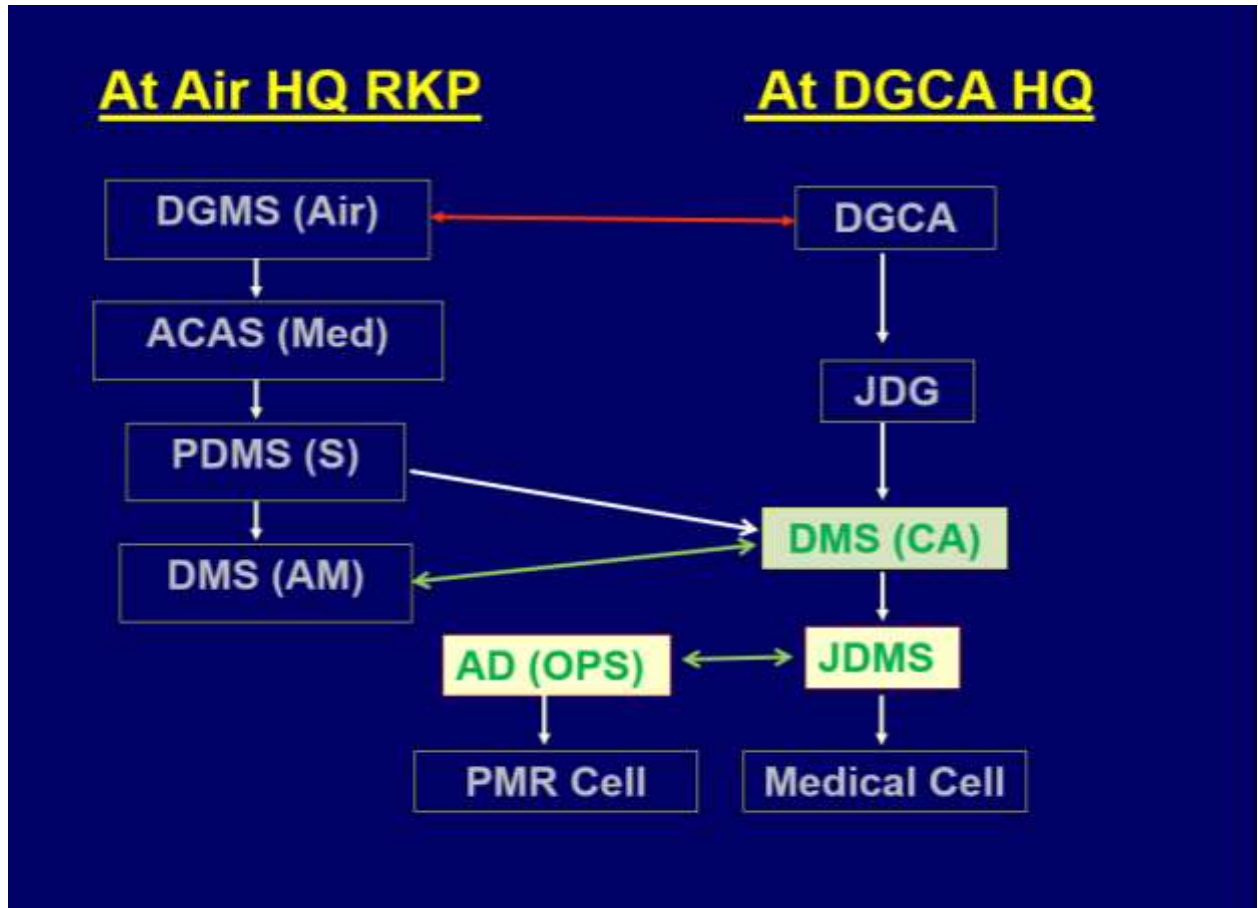 At Air HQ RKP
At DGCA HQ
DGMS (Air)
DGCA
ACAS (Med)
JDG
PDMS (S)
DMS (CA)
DMS (AM)
AD (OPS)
JDMS
PMR Cell
Medical Cell